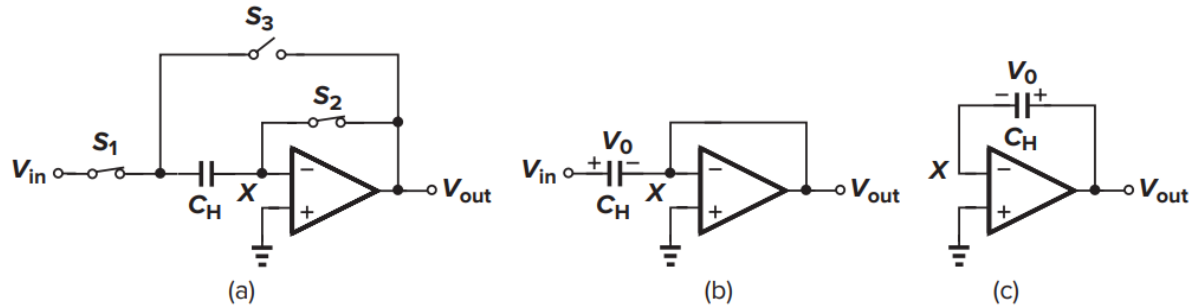 S3
S2
S1
Vin
CH
X
−
+
Vout
(a)
V0
+ −
Vin
CH
X
−
+
Vout
(b)
V0
− +
CH
X
−
+
Vout
(c)